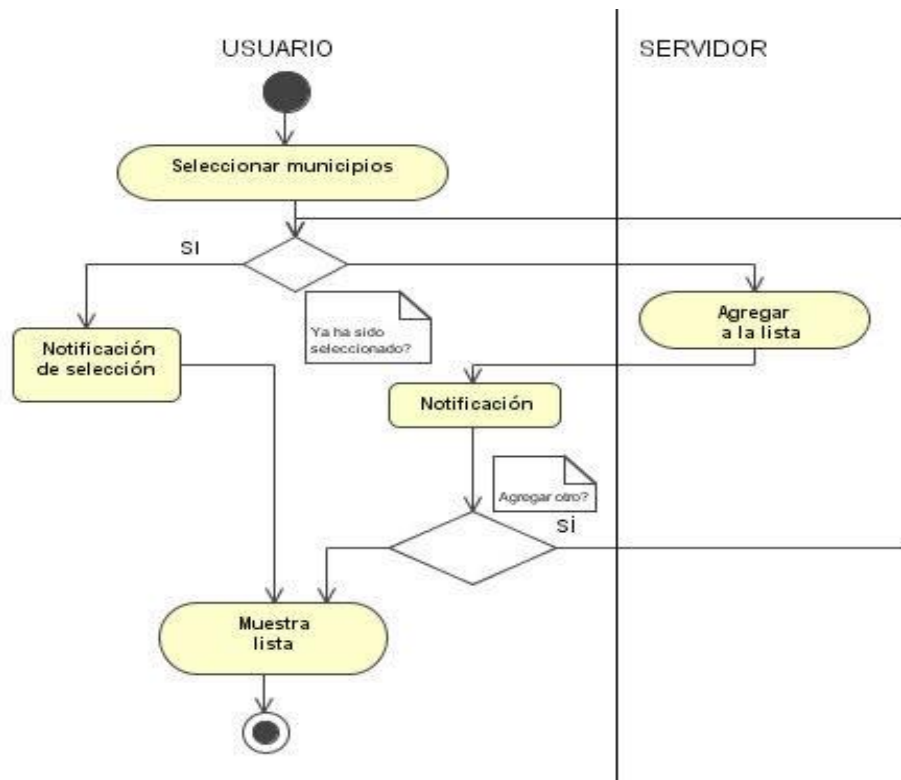 USUARIO
SERVIDOR
Seleccionar municipios
SI
Ya ha sido
seleccionado?
Agregar
a la lista
Notificación
de selección
Notificación
Agregar otro?
SÍ
Muestra
lista